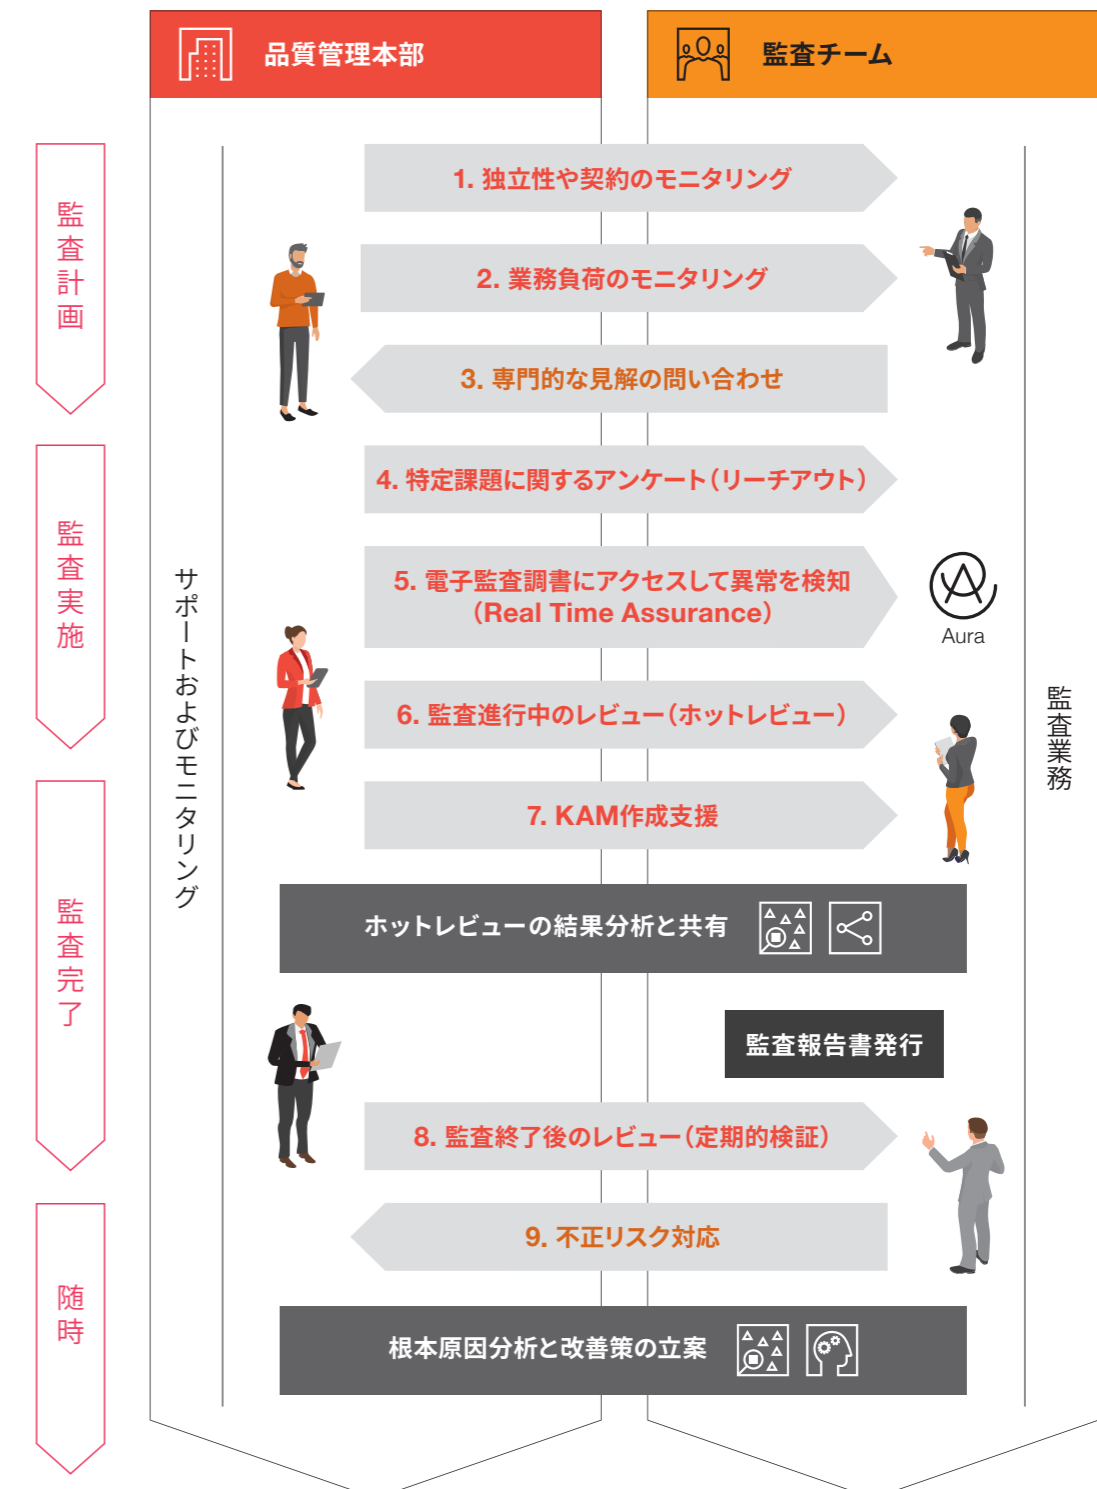 品質管理本部
監査チーム
監査計画
1. 独立性や契約のモニタリング
2. 業務負荷のモニタリング
3. 専門的な見解の問い合わせ
監査実施
4. 特定課題に関するアンケート（リーチアウト）
5. 電子監査調書にアクセスして異常を検知
（Real Time Assurance）
Aura
サポートおよびモニタリング
監査業務
6. 監査進行中のレビュー（ホットレビュー）
7. KAM作成支援
監査完了
ホットレビューの結果分析と共有
監査報告書発行
8. 監査終了後のレビュー（定期的検証）
随時
9. 不正リスク対応
根本原因分析と改善策の立案